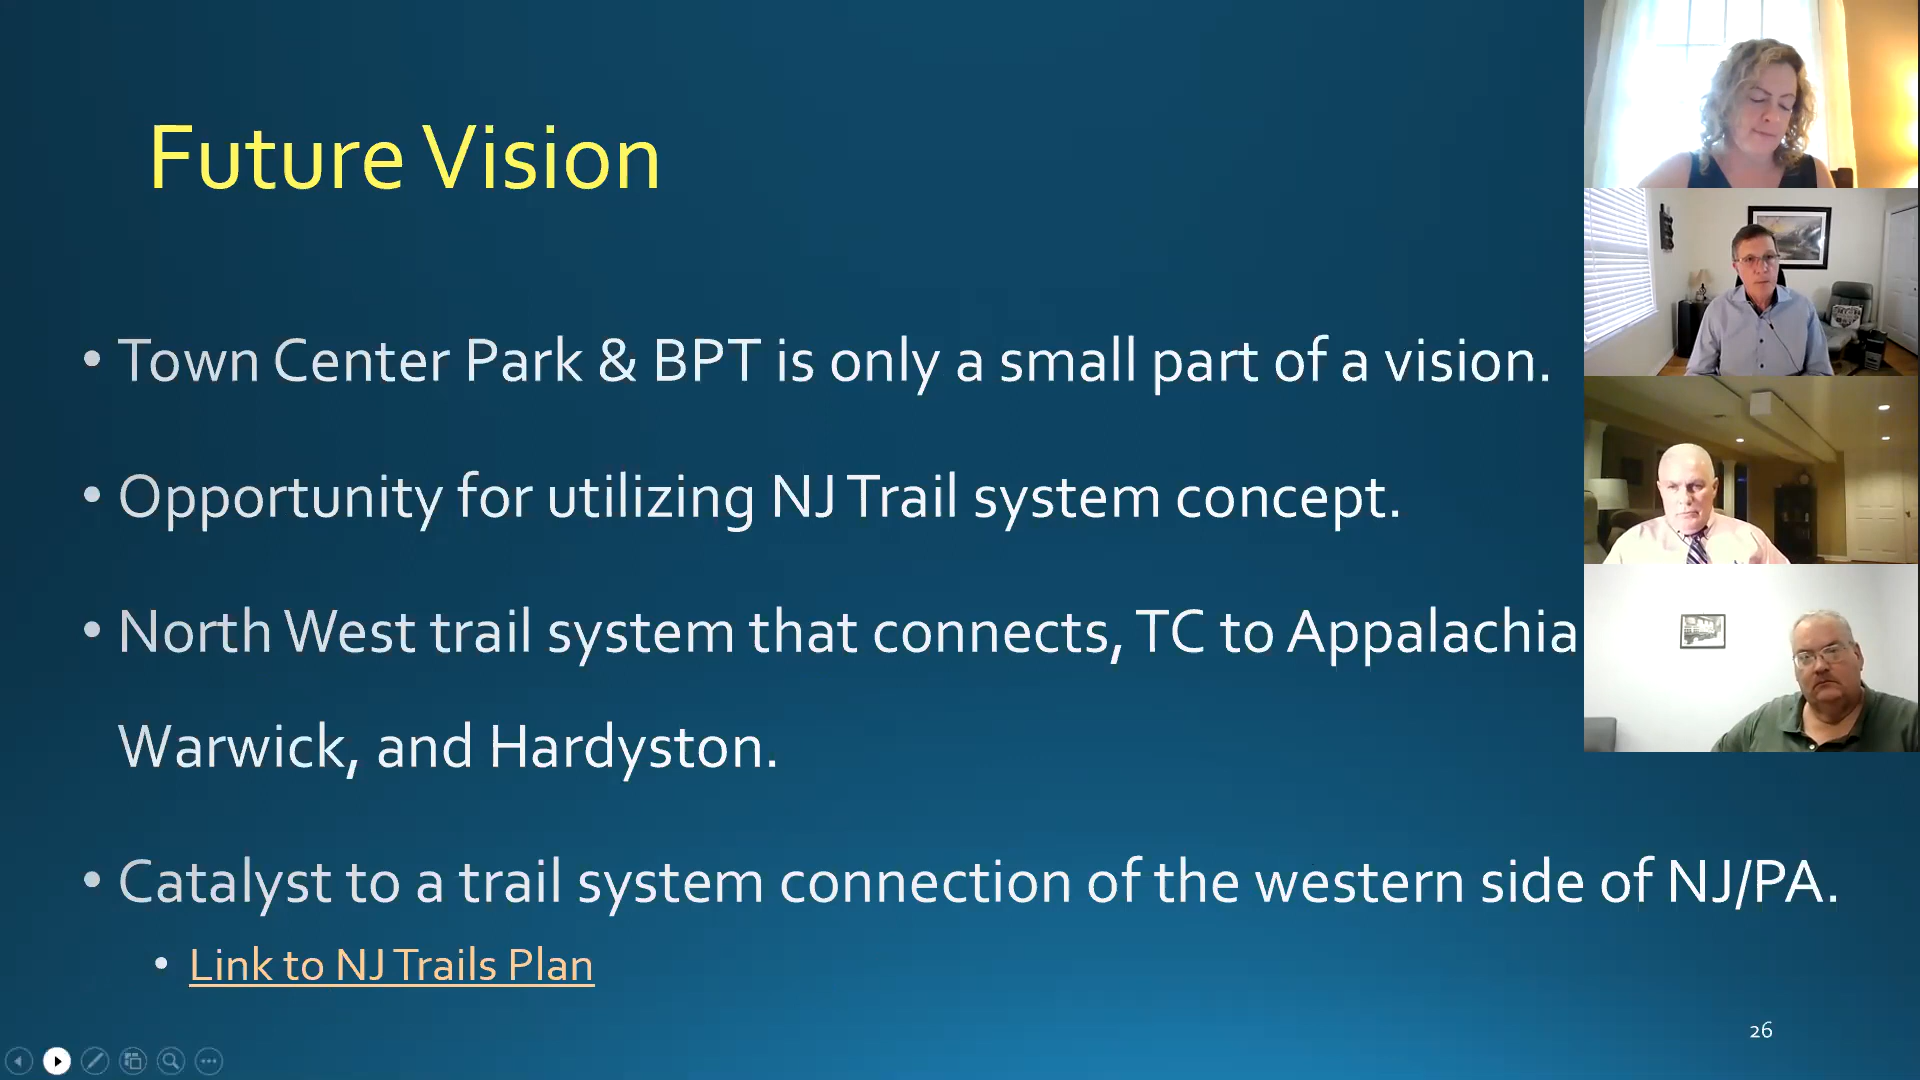 Future Vision
• Town Center Park & BPT is only a small part of a vision.
• Opportunity for utilizing NJ Trail system concept.
• North West trail system that connects, TC to Appalachia
Warwick, and Hardyston.
• Catalyst to a trail system connection of the western side of NJ/PA.
• Link to NJ Trails Plan
26